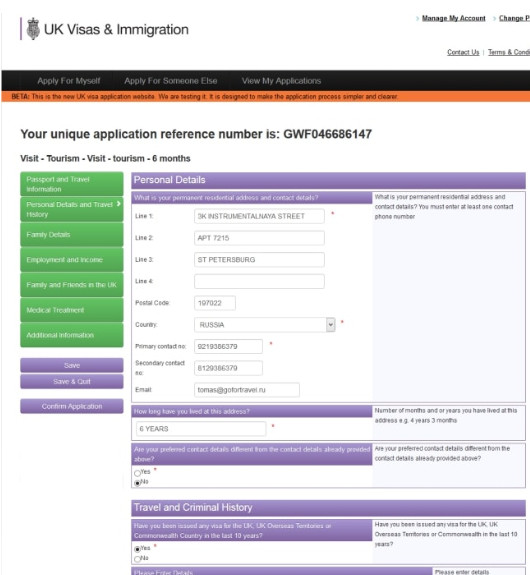 Manage My Account
Change P
UK Visas & Immigration
Contact Us | Terms & Condi
Apply For Myself Apply For Someone Else View My Applications
BETA: This is the new UK visa application website. We are testing it. It is designed to make the application process simpler and clearer.
Your unique application reference number is: GWF046686147
Visit - Tourism - Visit - tourism - 6 months
Passport and Travel
Information
Personal Details and Travel
History
Family Details
Employment and Income
Family and Friends in the UK
Medical Treatment
Additional Information
Save
Save & Quit
Confirm Application
Personal Details
What is your permanent residential address and contact details?
What is your permanent residential address and
contact details? You must enter at least one contact
phone number
Line 1: 3K INSTRUMENTALNAYA STREET *
Line 2: APT 7215
Line 3: ST PETERSBURG
Line 4:
Postal Code: 197022
Country: RUSSIA *
Primary contact no: 9219386379 *
Secondary contact
no: 8129386379
Email: tomas@gotortravel.ru
How long have you lived at this address?
Number of months and or years you have lived at this
address e.g. 4 years 3 months
6 YEARS *
Are your preferred contact details different from the contact details already provided
above?
Are your preferred contact details different from the
contact details already provided above?
Yes *
No
Travel and Criminal History
Have you been issued any visa for the UK, UK Overseas Territories or
Commonwealth Country in the last 10 years?
Have you been issued any visa for the UK, UK
Overseas Territories or Commonwealth in the last 10
years?
Yes *
No
Please Enter Details
Please enter details